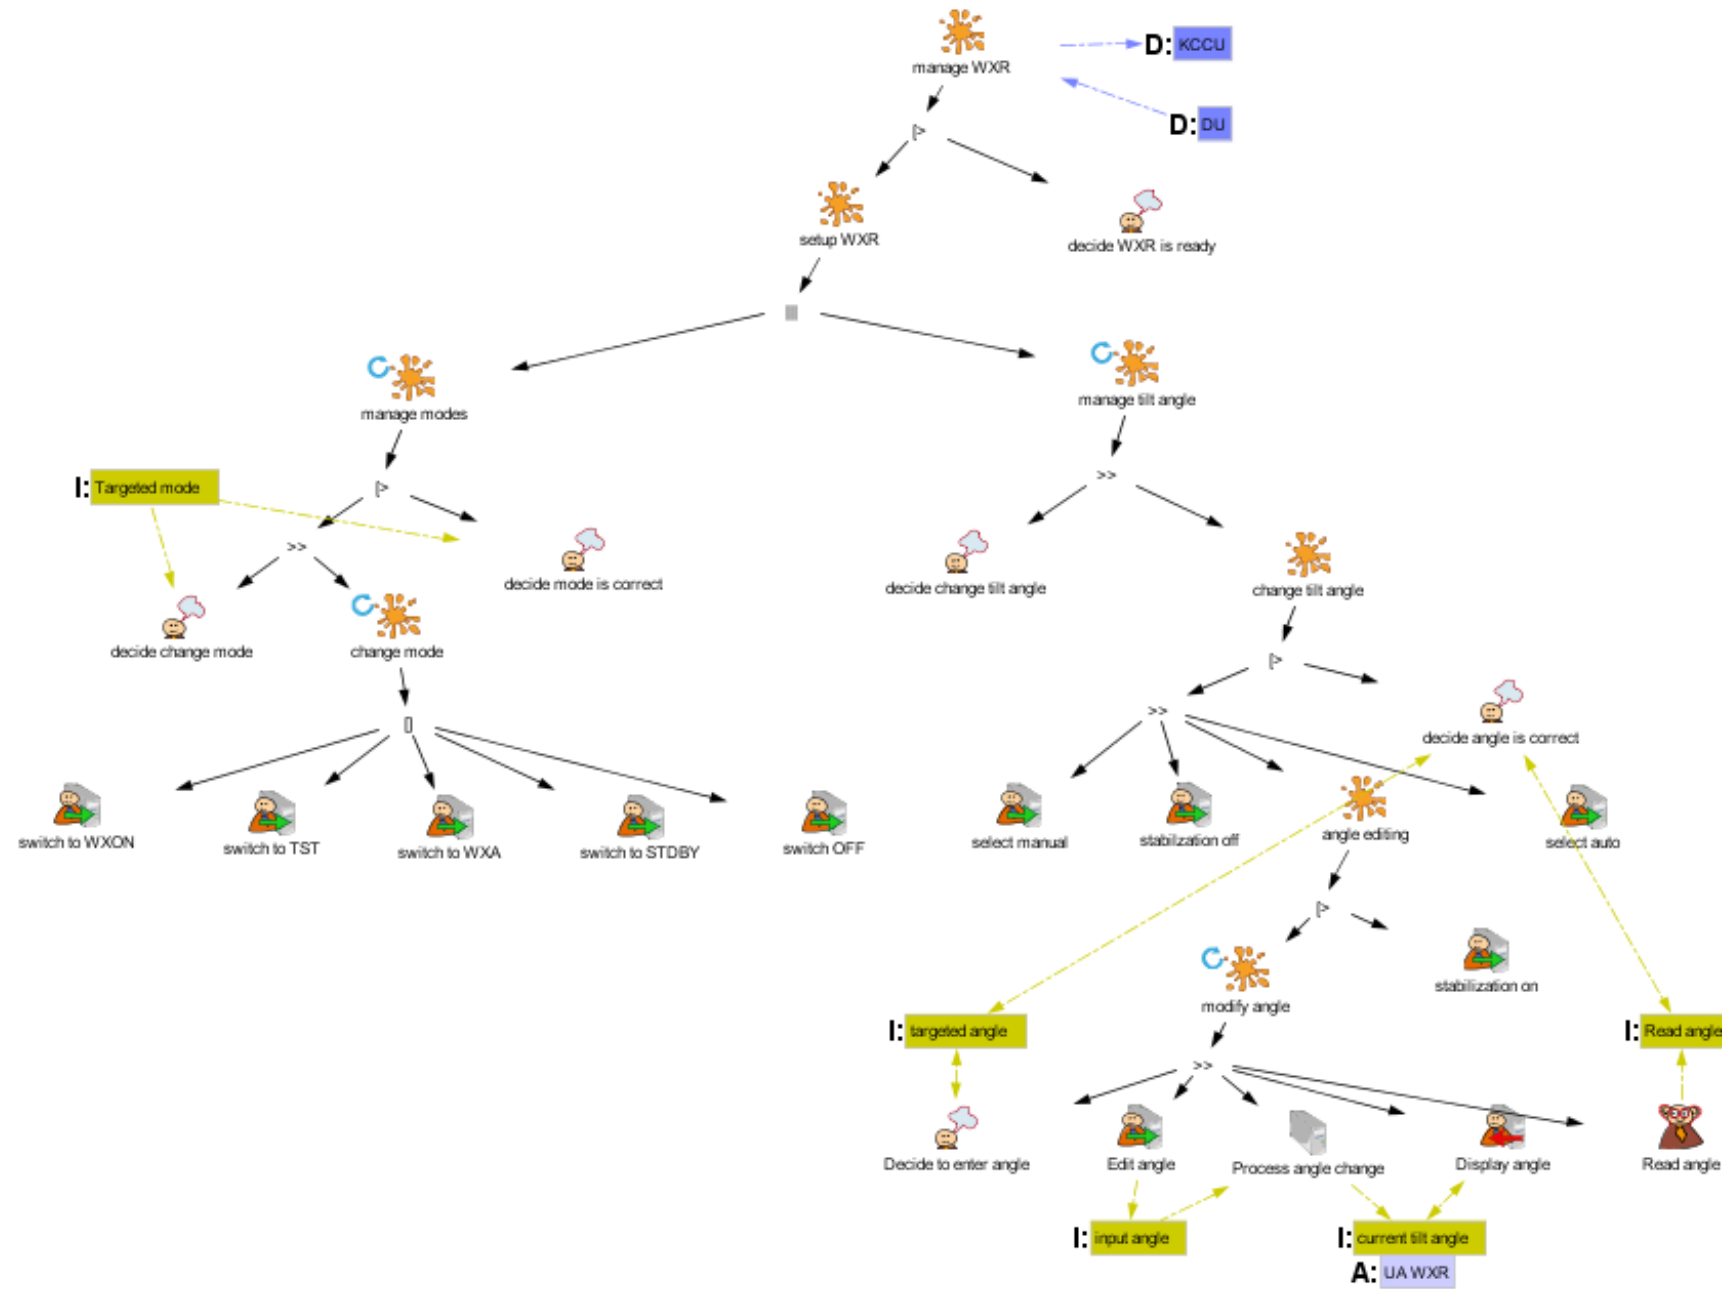 manage WXR
D: KCCU
D: DU
[>
setup WXR
decide WXR is ready
|||
manage modes
manage tilt angle
I: Targeted mode
[>
>>
>>
decide mode is correct
decide change tilt angle
change tilt angle
decide change mode
change mode
[>
[]
>>
decide angle is correct
switch to WXON
switch to TST
switch to WXA
switch to STDBY
switch OFF
select manual
stabilzation off
angle editing
select auto
[>
modify angle
stabilization on
I: targeted angle
I: Read angle
>>
Decide to enter angle
Edit angle
Process angle change
Display angle
Read angle
I: input angle
I: current tilt angle
A: UA WXR